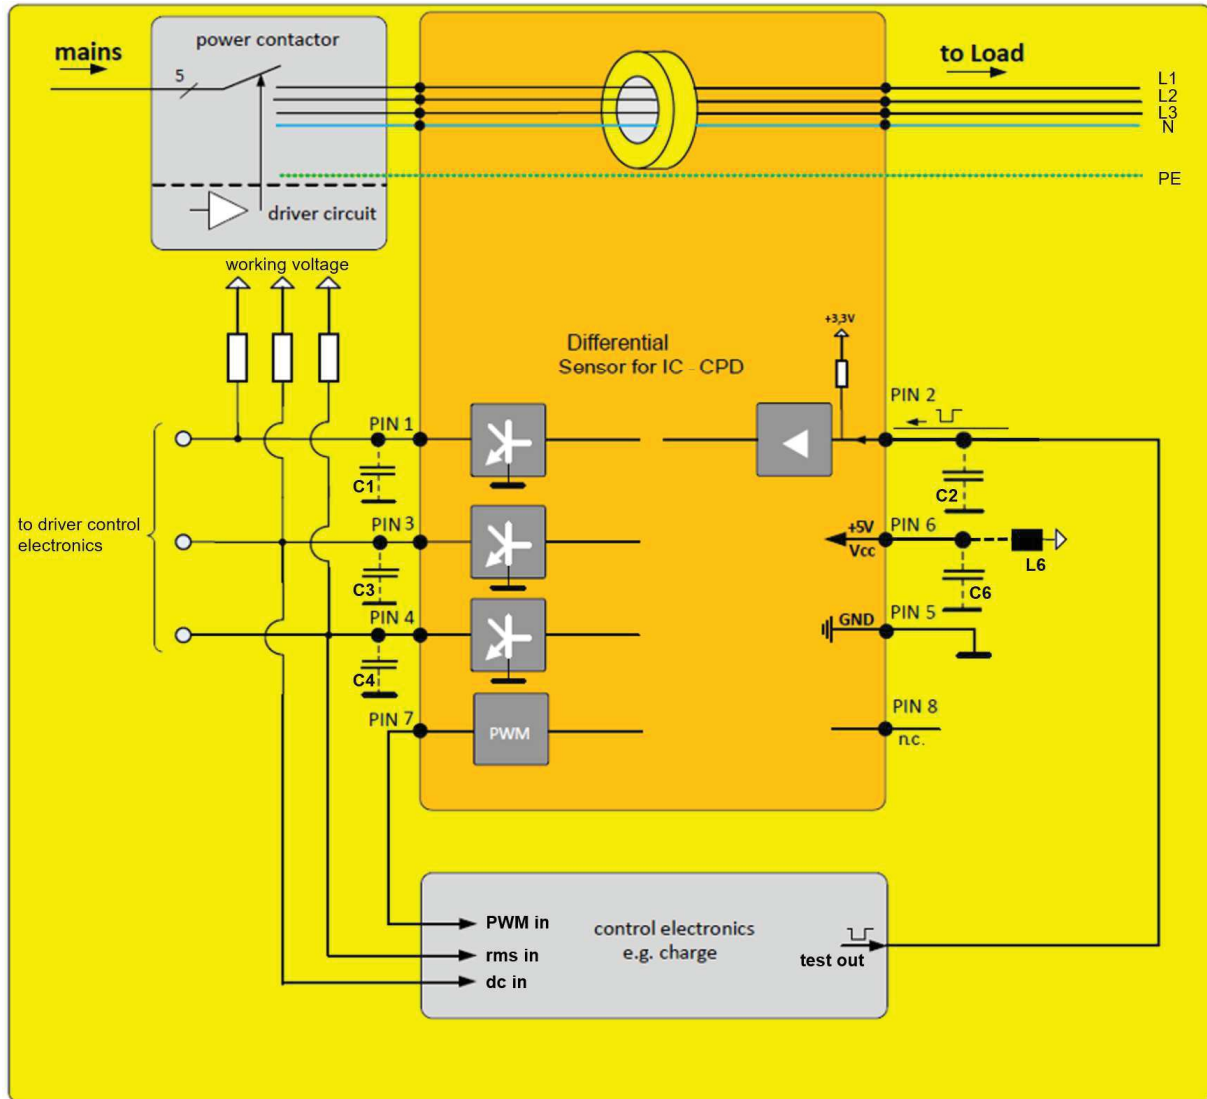 power contactor
mains
5
to Load
L1
L2
L3
N
PE
driver circuit
working voltage
+3,3V
Differential
Sensor for IC - CPD
PIN 1
PIN 2
C1
C2
to driver control
electronics
PIN 3
+5V
Vcc
PIN 6
L6
C3
C6
PIN 4
GND
PIN 5
C4
PIN 7
PWM
PIN 8
n.c.
PWM in
rms in
dc in
control electronics
e.g. charge
test out